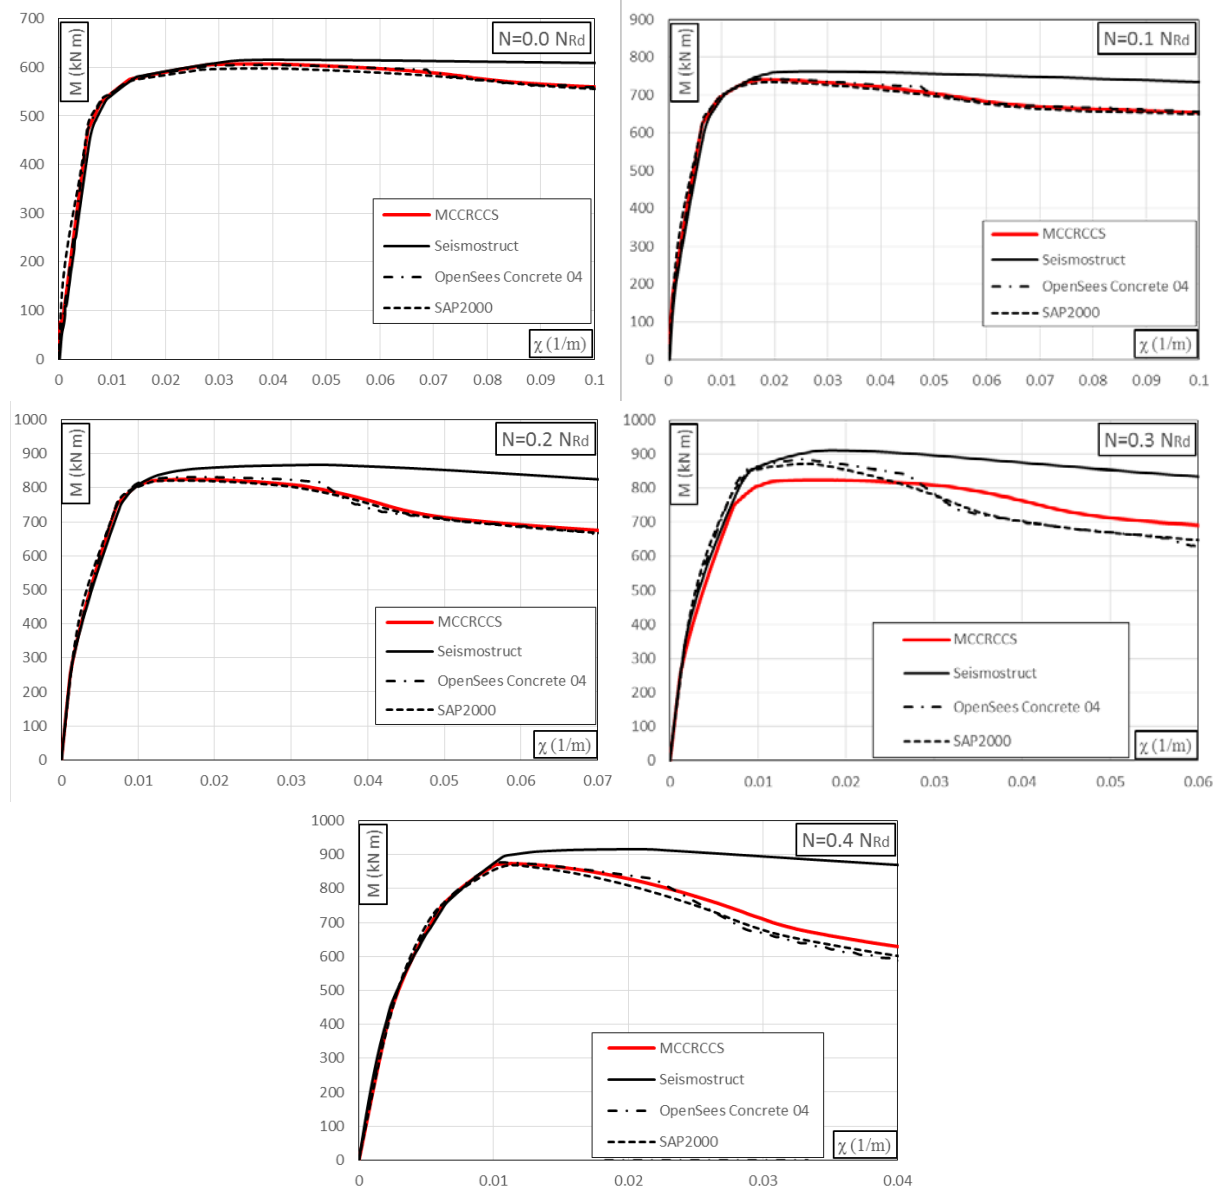 M (kN m)
N=0.0 NRd
700
600
500
400
300
200
100
0
MCCRCCS
Seismostruct
OpenSees Concrete 04
SAP2000
χ (1/m)
0 0.01 0.02 0.03 0.04 0.05 0.06 0.07 0.08 0.09 0.1
M (kN m)
N=0.1 NRd
900
800
700
600
500
400
300
200
100
0
MCCRCCS
Seismostruct
OpenSees Concrete 04
SAP2000
χ (1/m)
0 0.01 0.02 0.03 0.04 0.05 0.06 0.07 0.08 0.09 0.1
M (kN m)
N=0.2 NRd
1000
900
800
700
600
500
400
300
200
100
0
MCCRCCS
Seismostruct
OpenSees Concrete 04
SAP2000
χ (1/m)
0 0.01 0.02 0.03 0.04 0.05 0.06 0.07
M (kN m)
N=0.3 NRd
1000
900
800
700
600
500
400
300
200
100
0
MCCRCCS
Seismostruct
OpenSees Concrete 04
SAP2000
χ (1/m)
0 0.01 0.02 0.03 0.04 0.05 0.06
M (kN m)
N=0.4 NRd
1000
900
800
700
600
500
400
300
200
100
0
MCCRCCS
Seismostruct
OpenSees Concrete 04
SAP2000
χ (1/m)
0 0.01 0.02 0.03 0.04